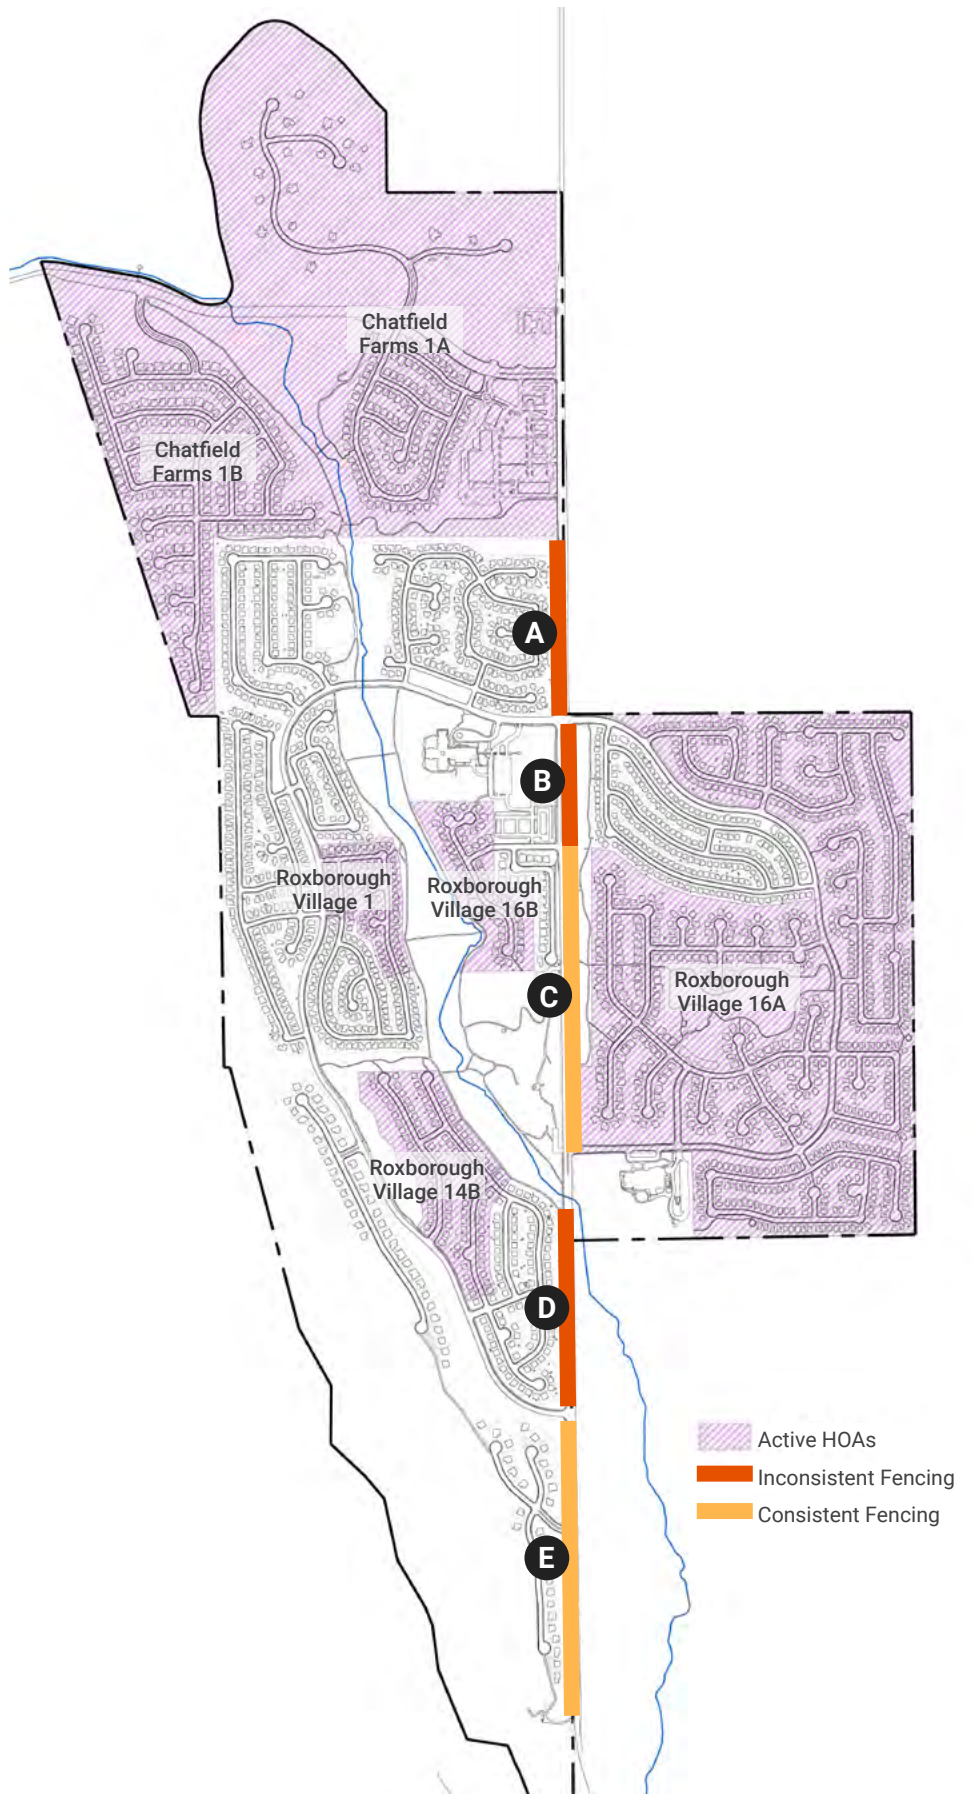 Chatfield
Farms 1A
Chatfield
Farms 1B
A
B
Roxborough
Village 1
Roxborough
Village 16B
C
Roxborough
Village 16A
Roxborough
Village 14B
D
E
Active HOAs
Inconsistent Fencing
Consistent Fencing